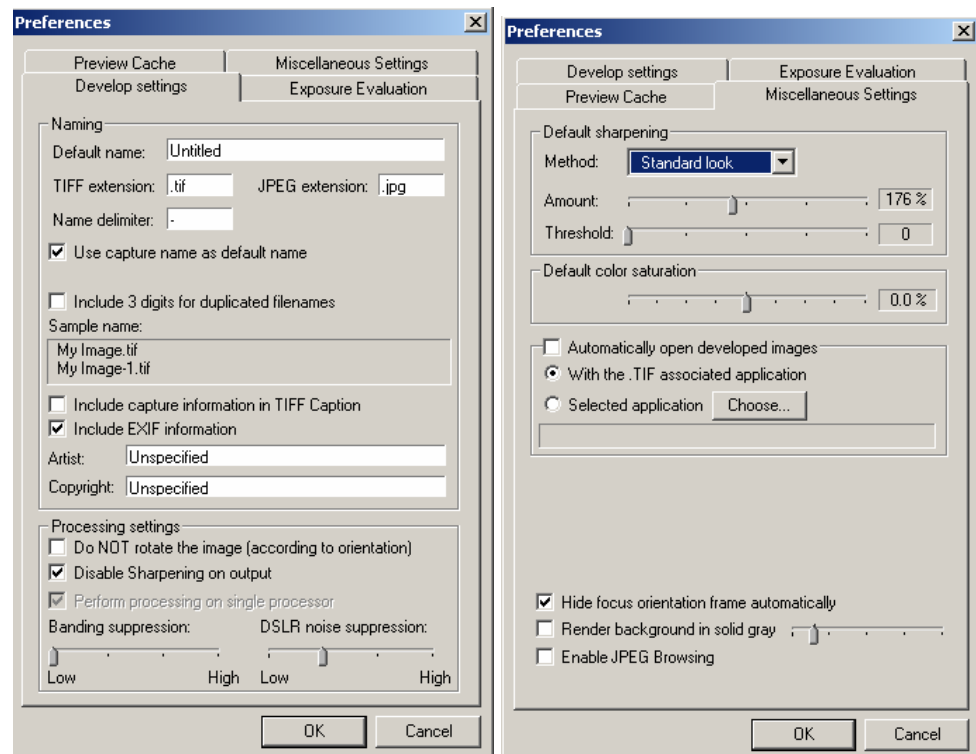 Preferences
Preview Cache Miscellaneous Settings
Develop settings Exposure Evaluation
Naming
Default name: Untitled
TIFF extension: .tif JPEG extension: .jpg
Name delimiter: -
Use capture name as default name
Include 3 digits for duplicated filenames
Sample name:
My Image.tif
My Image-1.tif
Include capture information in TIFF Caption
Include EXIF information
Artist: Unspecified
Copyright: Unspecified
Processing settings
Do NOT rotate the image (according to orientation)
Disable Sharpening on output
Perform processing on single processor
Banding suppression: DSLR noise suppression:
Low High Low High
OK Cancel
Preferences
Develop settings Exposure Evaluation
Preview Cache Miscellaneous Settings
Default sharpening
Method: Standard look
Amount: 176 %
Threshold: 0
Default color saturation
0.0 %
Automatically open developed images
With the .TIF associated application
Selected application Choose...
Hide focus orientation frame automatically
Render background in solid gray
Enable JPEG Browsing
OK Cancel